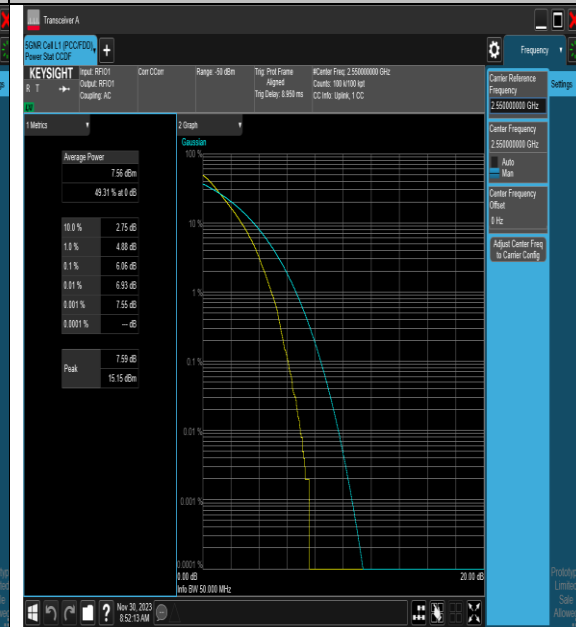 Transceiver A
5GNR Cell L1 (PCC/FDD),
Power Stat CCDF
Frequency
KEYSIGHT
R T
Input: RFIO1
Output: RFIO1
Coupling: AC
Corr CCorr
Range: -50 dBm
Trig: Prot Frame
Aligned
Trig Delay: 8.950 ms
#Center Freq: 2.550000000 GHz
Counts: 100 k/100 kpt
CC Info: Uplink, 1 CC
Carrier Reference
Frequency
2.550000000 GHz
Settings
Center Frequency
2.550000000 GHz
Auto
Man
Center Frequency
Offset
0 Hz
Adjust Center Freq
to Carrier Config
1 Metrics
Average Power
7.56 dBm
49.31 % at 0 dB
10.0 % 2.75 dB
1.0 % 4.88 dB
0.1 % 6.06 dB
0.01 % 6.93 dB
0.001 % 7.55 dB
0.0001 % --- dB
Peak
7.59 dB
15.15 dBm
2 Graph
Gaussian
100 %
10 %
1 %
0.1 %
0.01 %
0.001 %
0.0001 %
0.00 dB
20.00 dB
Info BW 50.000 MHz
Nov 30, 2023
8:52:13 AM
Limited
Sale